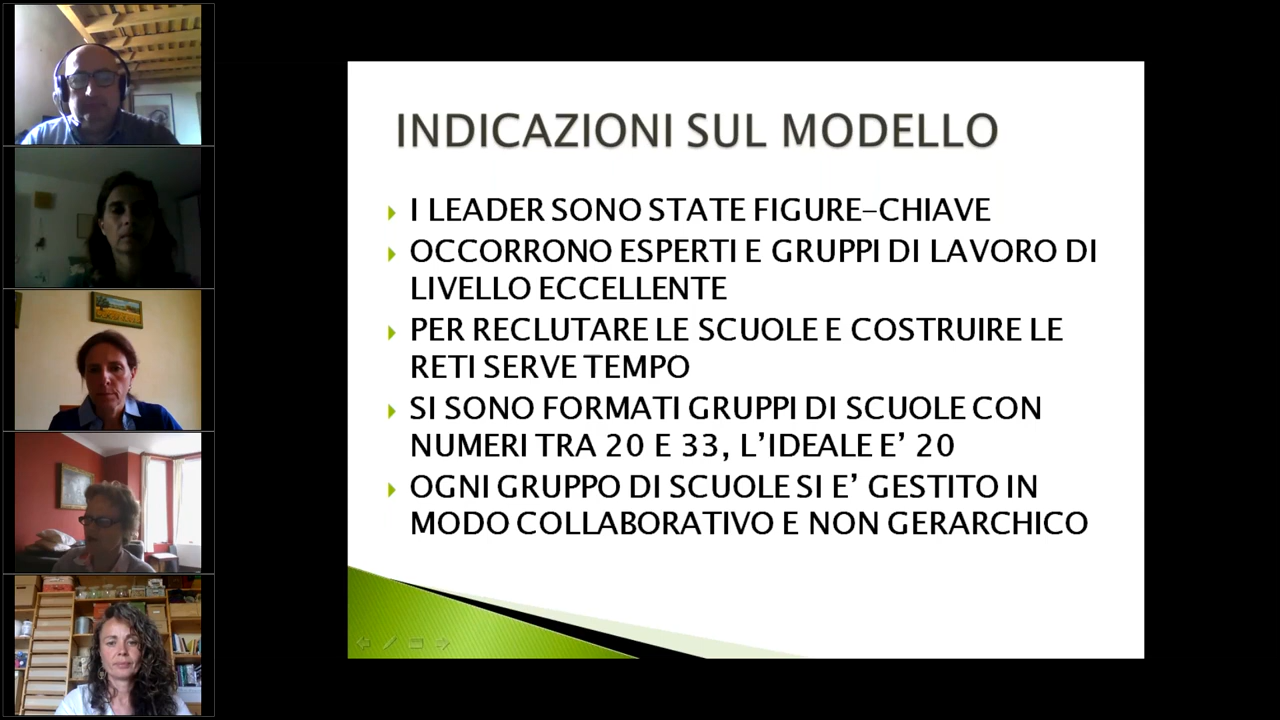 INDICAZIONI SUL MODELLO
I LEADER SONO STATE FIGURE-CHIAVE
OCCORRONO ESPERTI E GRUPPI DI LAVORO DI
LIVELLO ECCELLENTE
PER RECLUTARE LE SCUOLE E COSTRUIRE LE
RETI SERVE TEMPO
SI SONO FORMATI GRUPPI DI SCUOLE CON
NUMERI TRA 20 E 33, L'IDEALE E' 20
OGNI GRUPPO DI SCUOLE SI E' GESTITO IN
MODO COLLABORATIVO E NON GERARCHICO